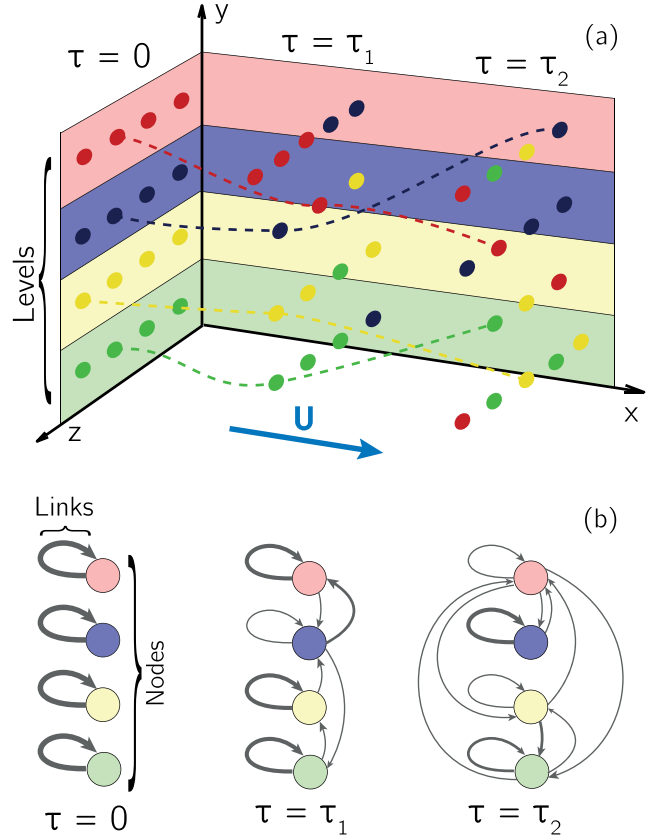 y
(a)
τ = 0
τ = τ₁
τ = τ₂
Levels
z
U
x
(b)
Links
Nodes
τ = 0
τ = τ₁
τ = τ₂